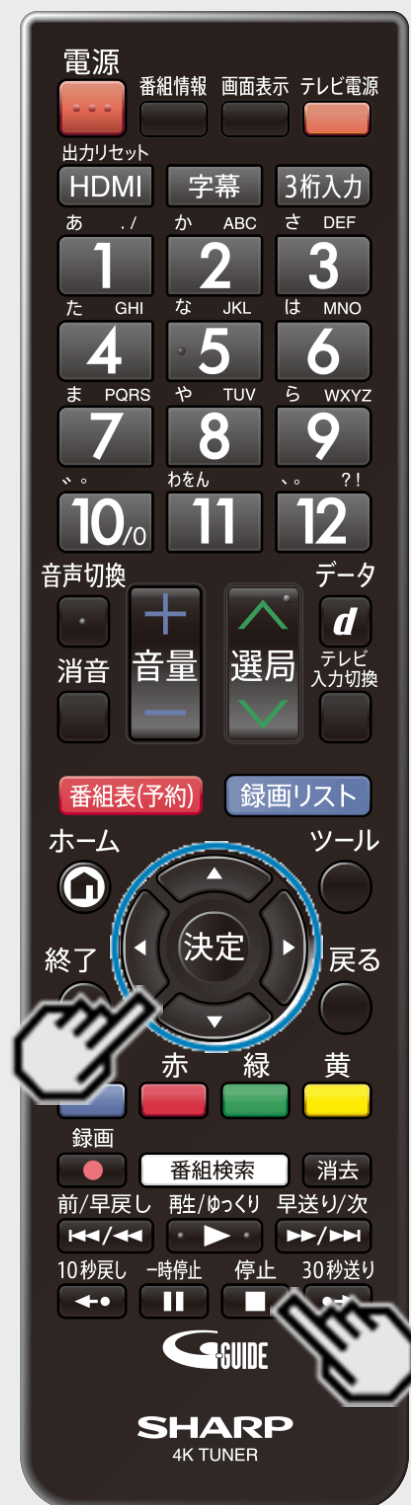 電源
番組情報 画面表示 テレビ電源
出力リセット
HDMI 字幕 3桁入力
あ ./ か ABC さ DEF
1 2 3
た GHI な JKL は MNO
4 5 6
ま PQRS や TUV ら WXYZ
7 8 9
゛゜ わをん 、。 ?!
10/0 11 12
音声切換 データ
d
消音 音量 選局 テレビ
入力切換
番組表(予約) 録画リスト
ホーム ツール
決定
終了 戻る
赤 緑 黄
録画
番組検索 消去
前/早戻し 再生/ゆっくり 早送り/次
10秒戻し 一時停止 停止 30秒送り
G-GUIDE
SHARP
4K TUNER